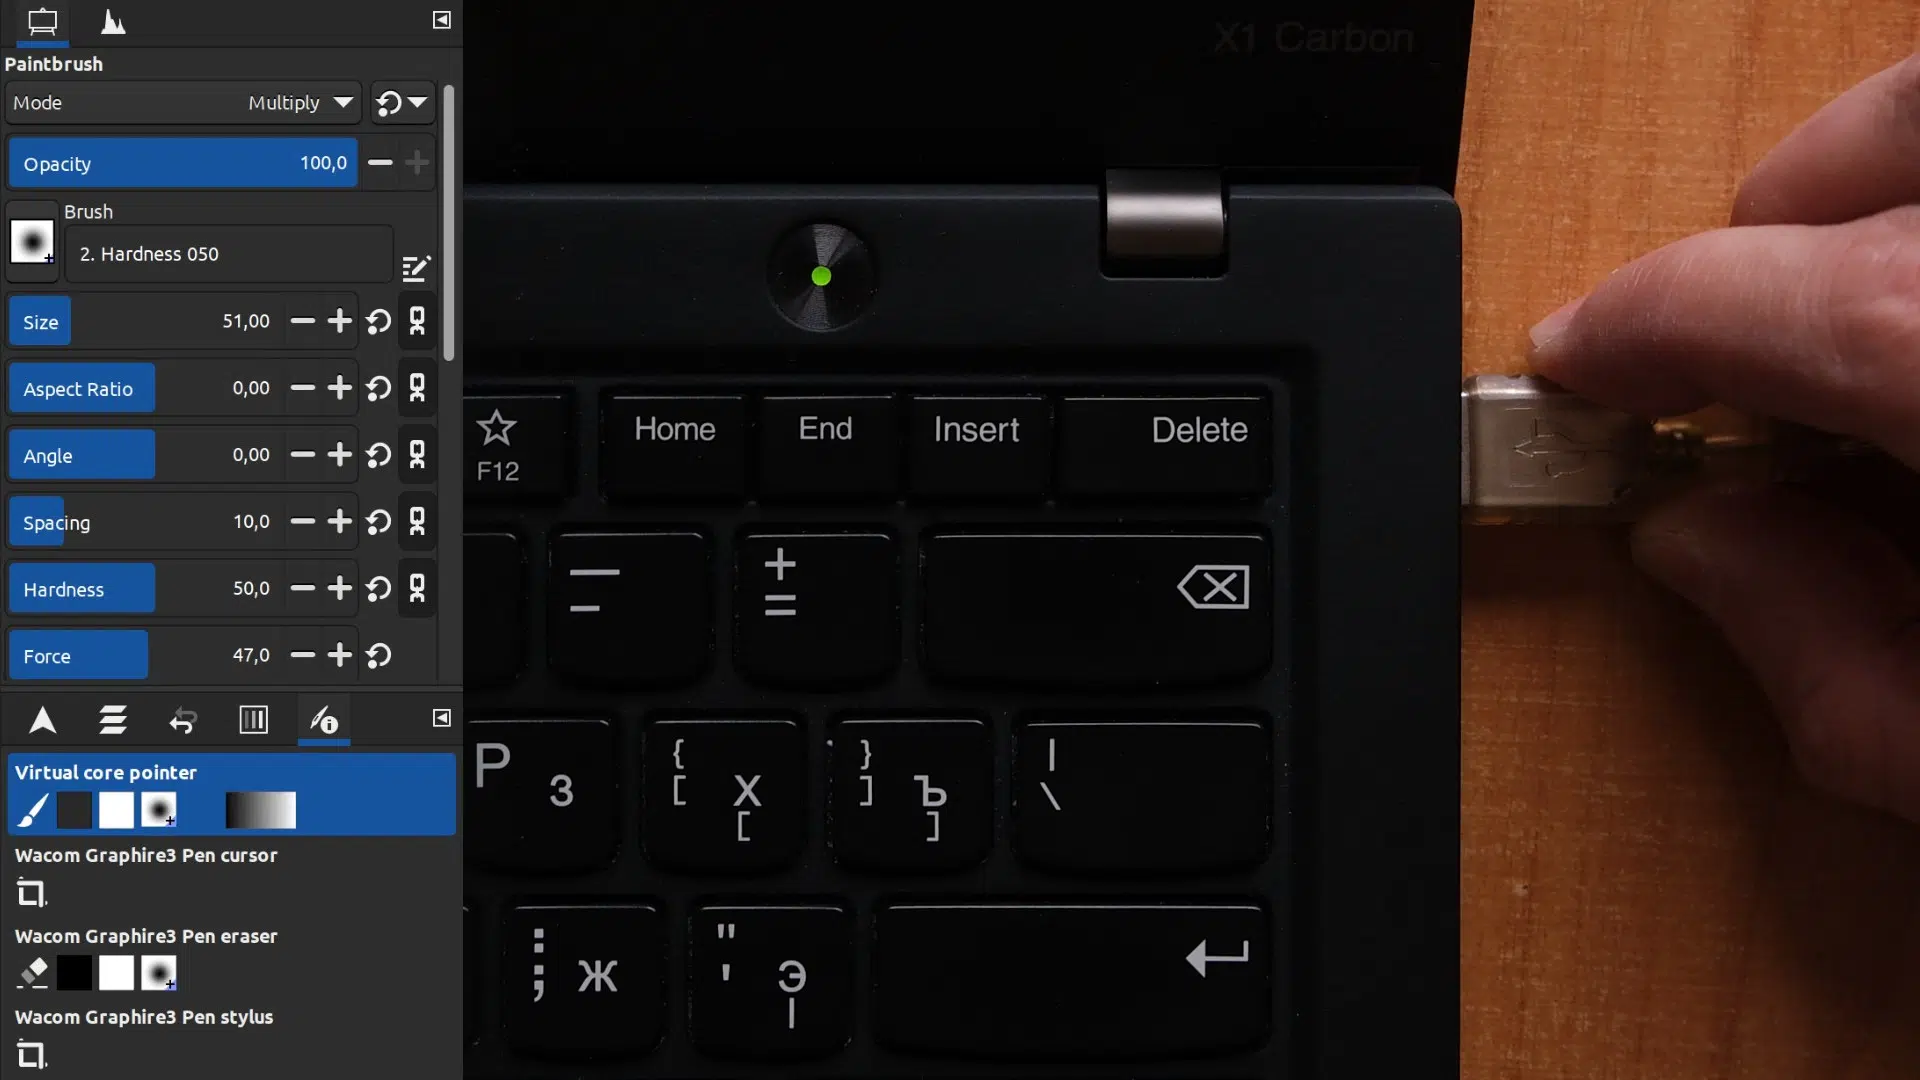 Paintbrush
Mode Multiply
Opacity 100,0
Brush
2. Hardness 050
Size 51,00
Aspect Ratio 0,00
Angle 0,00
Spacing 10,0
Hardness 50,0
Force 47,0
Virtual core pointer
Wacom Graphire3 Pen cursor
Wacom Graphire3 Pen eraser
Wacom Graphire3 Pen stylus
X1 Carbon
F12 Home End Insert Delete
— -
+ =
P З
{ [ Х [
} ] Ъ ]
| \
: ; Ж
" ' Э |